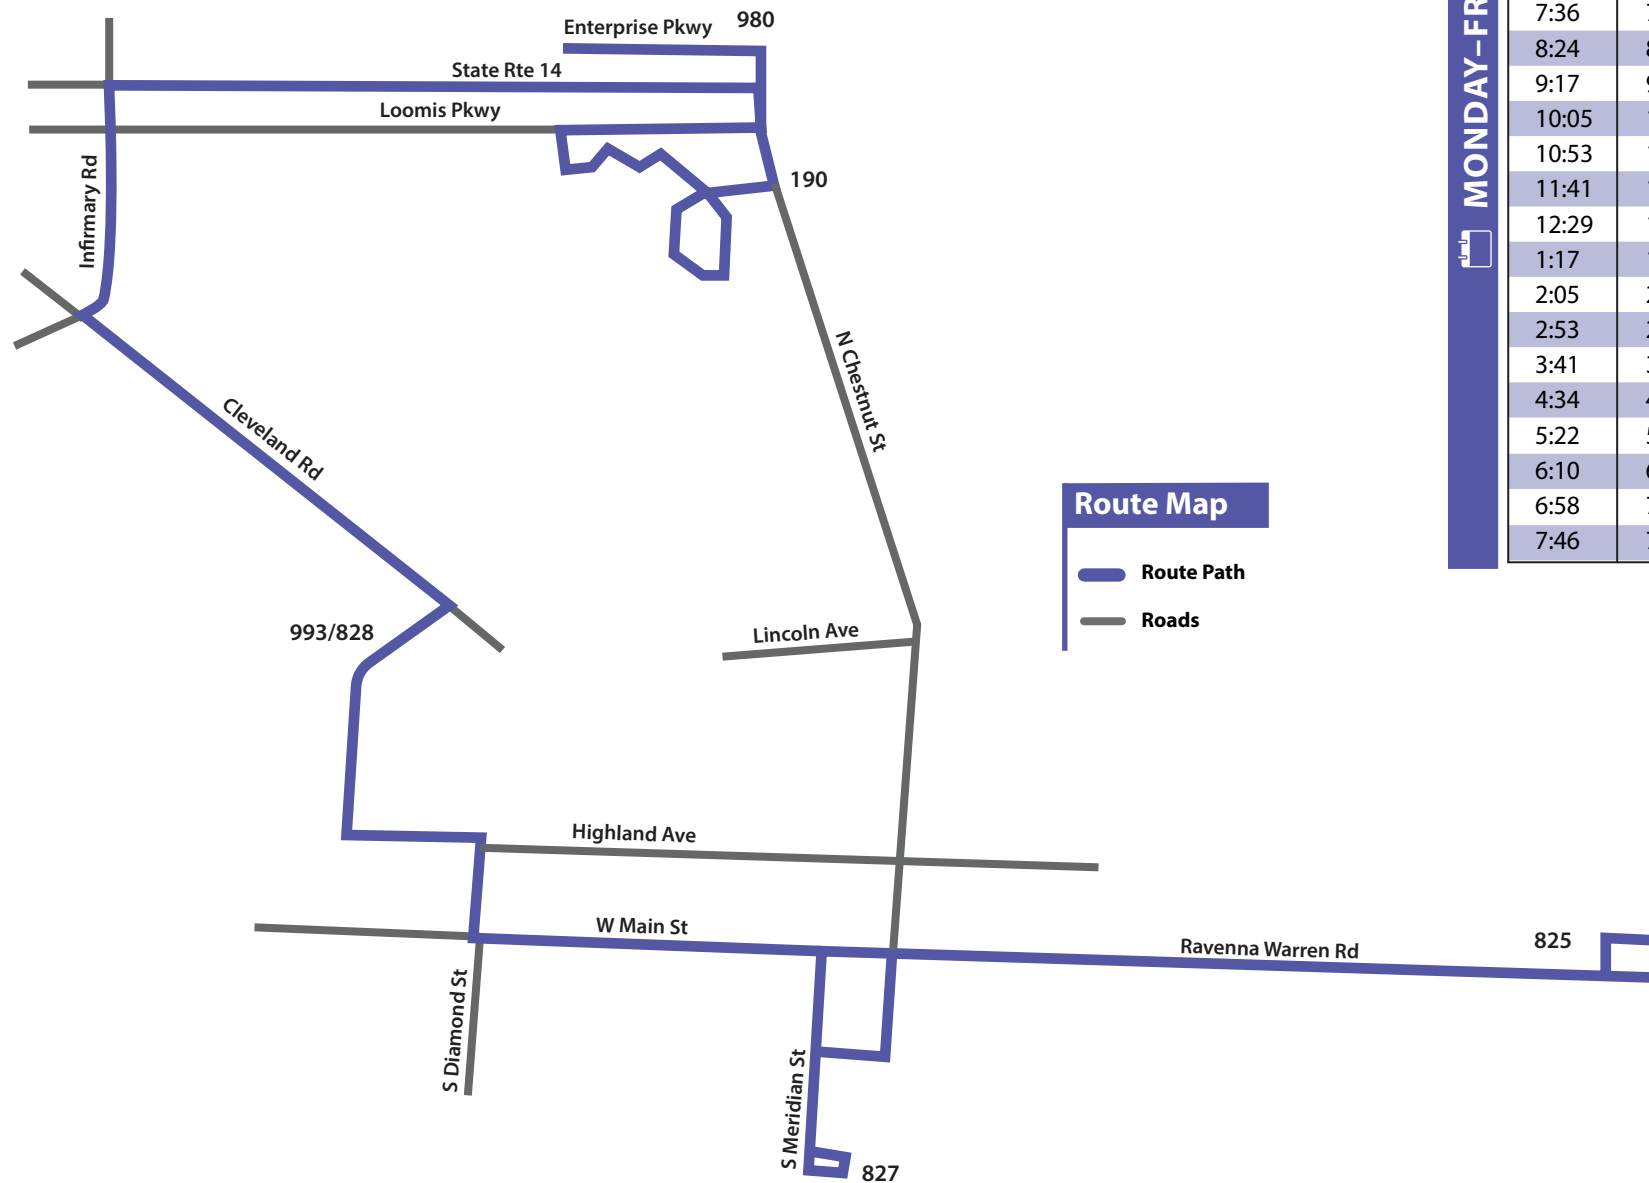 Enterprise Pkwy
980
State Rte 14
Loomis Pkwy
Infirmary Rd
190
N Chestnut St
Cleveland Rd
993/828
Lincoln Ave
Highland Ave
W Main St
Ravenna Warren Rd
825
S Diamond St
S Meridian St
827
Route Map
Route Path
Roads
MONDAY–FR
7:36
8:24
9:17
10:05
10:53
11:41
12:29
1:17
2:05
2:53
3:41
4:34
5:22
6:10
6:58
7:46